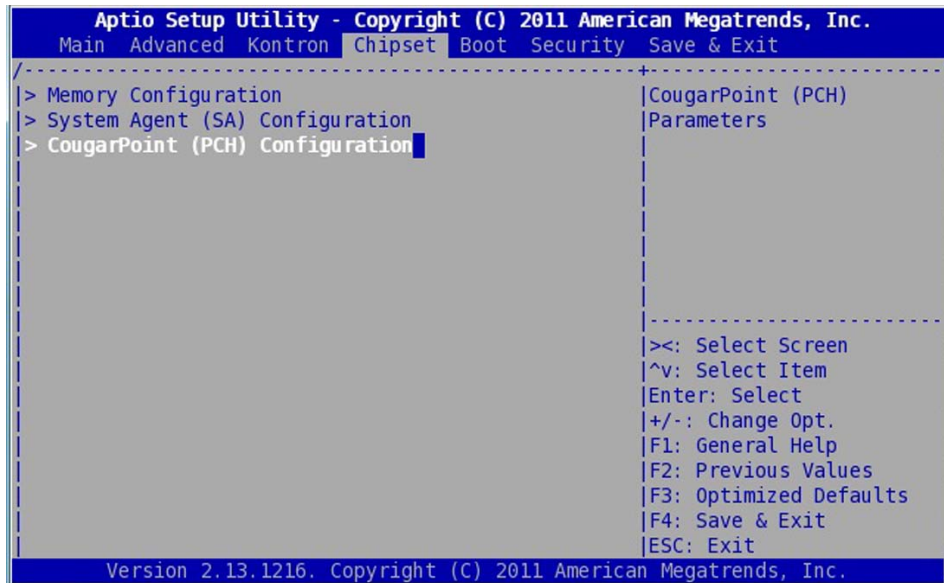 Aptio Setup Utility - Copyright (C) 2011 American Megatrends, Inc.
Main Advanced Kontron Chipset Boot Security Save & Exit
> Memory Configuration
> System Agent (SA) Configuration
> CougarPoint (PCH) Configuration
CougarPoint (PCH)
Parameters
><: Select Screen
^v: Select Item
Enter: Select
+/-: Change Opt.
F1: General Help
F2: Previous Values
F3: Optimized Defaults
F4: Save & Exit
ESC: Exit
Version 2.13.1216. Copyright (C) 2011 American Megatrends, Inc.